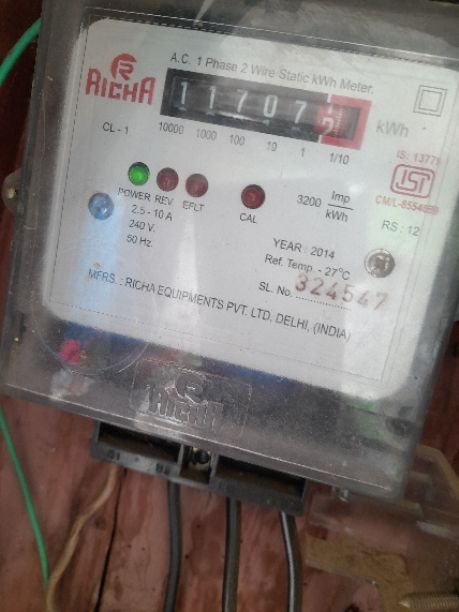 RICHA
A.C. 1 Phase 2 Wire Static kWh Meter.
11707
kWh
CL - 1
10000 1000 100 10 1 1/10
IS: 13779
ISI
RS : 12
POWER REV EFLT
CAL
3200 Imp/kWh
2.5 - 10 A
240 V.
50 Hz.
YEAR : 2014
Ref. Temp. - 27°C
SL. No. 324547
MFRS. : RICHA EQUIPMENTS PVT. LTD, DELHI, (INDIA)
RICHA